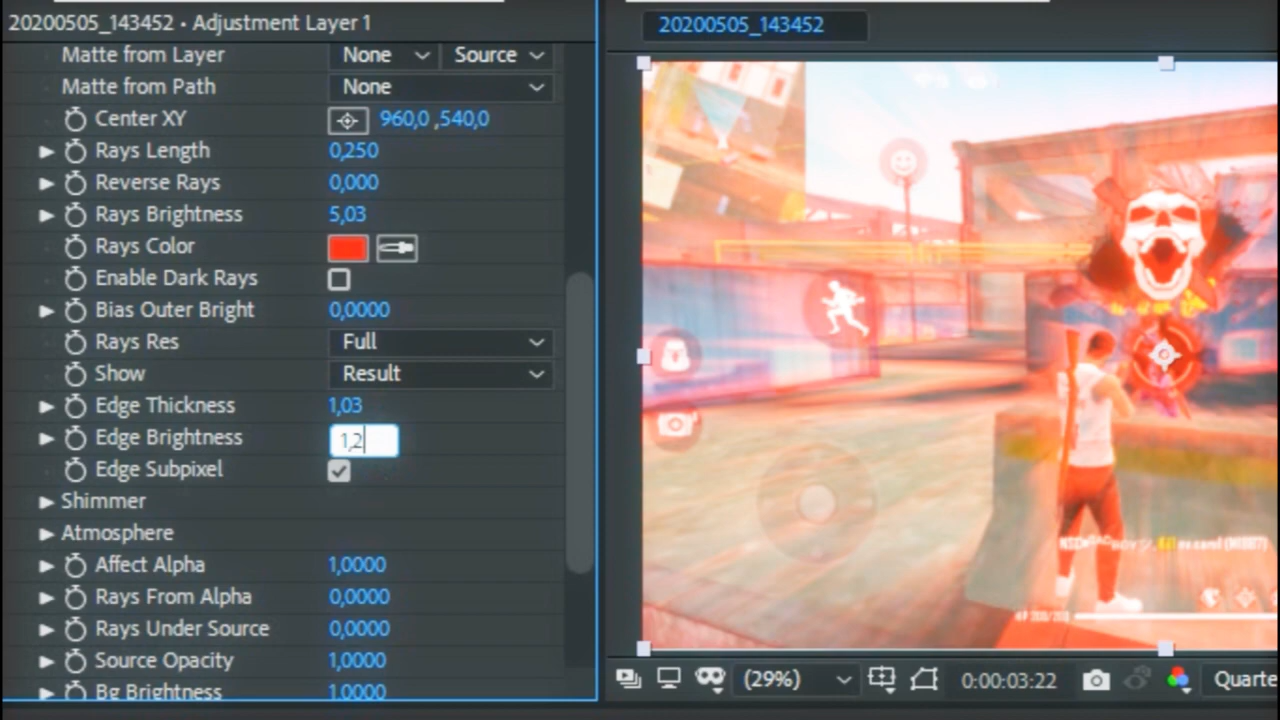 20200505_143452 • Adjustment Layer 1
Matte from Layer None Source
Matte from Path None
Center XY 960,0 ,540,0
Rays Length 0,250
Reverse Rays 0,000
Rays Brightness 5,03
Rays Color
Enable Dark Rays
Bias Outer Bright 0,0000
Rays Res Full
Show Result
Edge Thickness 1,03
Edge Brightness 1,2
Edge Subpixel
Shimmer
Atmosphere
Affect Alpha 1,0000
Rays From Alpha 0,0000
Rays Under Source 0,0000
Source Opacity 1,0000
Bg Brightness 1,0000
20200505_143452
(29%) 0:00:03:22 Quarte